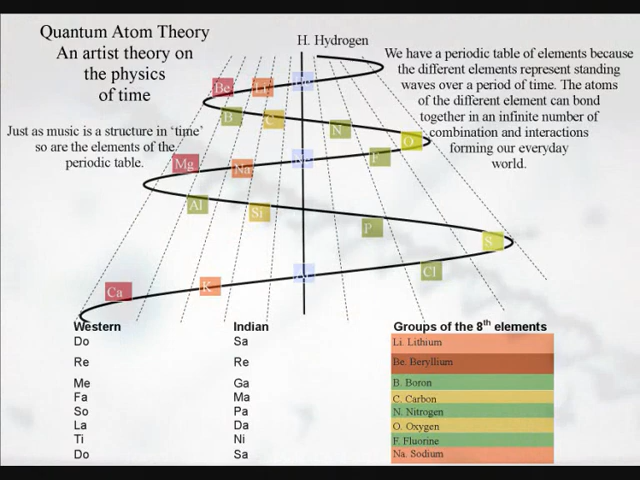 Quantum Atom Theory
An artist theory on
the physics
of time
Just as music is a structure in ‘time’
so are the elements of the
periodic table.
H. Hydrogen
We have a periodic table of elements because
the different elements represent standing
waves over a period of time. The atoms
of the different element can bond
together in an infinite number of
combination and interactions
forming our everyday
world.
Be
B
C
N
O
Mg
Na
F
Al
Si
P
S
Cl
Ca
K
Western
Do
Re
Me
Fa
So
La
Ti
Do
Indian
Sa
Re
Ga
Ma
Pa
Da
Ni
Sa
Groups of the 8th elements
Li. Lithium
Be. Beryllium
B. Boron
C. Carbon
N. Nitrogen
O. Oxygen
F. Fluorine
Na. Sodium